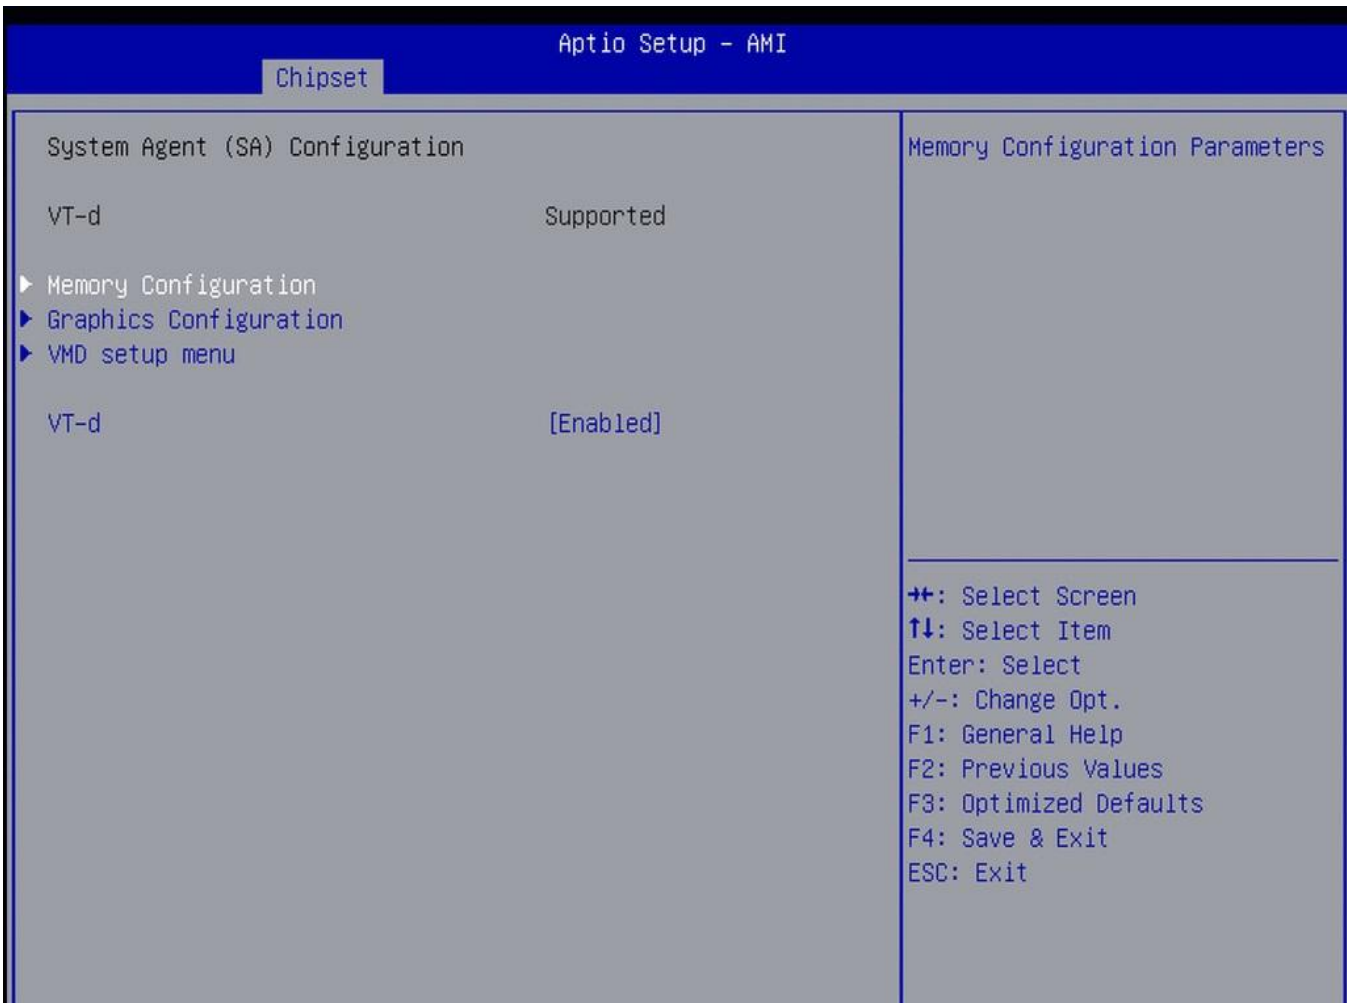 Aptio Setup – AMI
Chipset
System Agent (SA) Configuration
VT-d Supported
Memory Configuration
Graphics Configuration
VMD setup menu
VT-d [Enabled]
Memory Configuration Parameters
→←: Select Screen
↑↓: Select Item
Enter: Select
+/-: Change Opt.
F1: General Help
F2: Previous Values
F3: Optimized Defaults
F4: Save & Exit
ESC: Exit